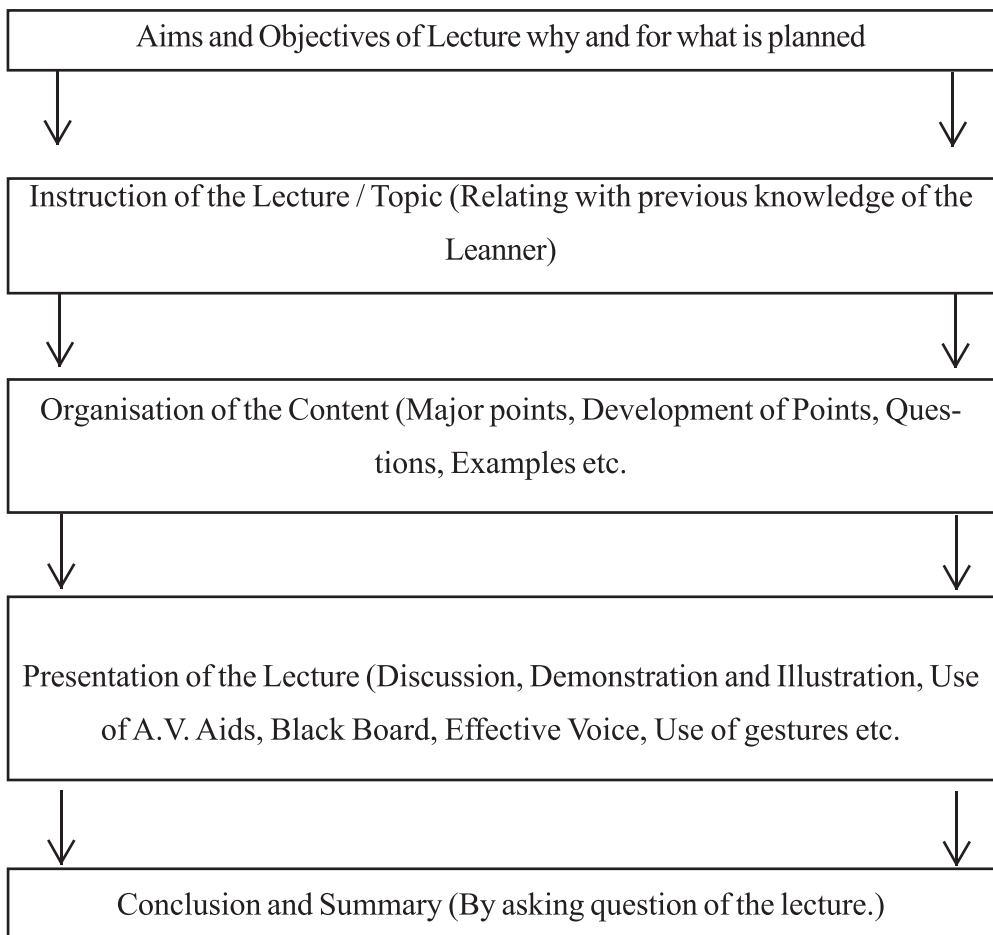 Aims and Objectives of Lecture why and for what is planned
Instruction of the Lecture / Topic (Relating with previous knowledge of the
Leanner)
Organisation of the Content (Major points, Development of Points, Ques-
tions, Examples etc.
Presentation of the Lecture (Discussion, Demonstration and Illustration, Use
of A.V. Aids, Black Board, Effective Voice, Use of gestures etc.
Conclusion and Summary (By asking question of the lecture.)